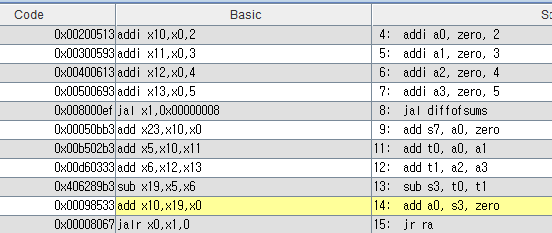 Code Basic So
0x00200513 addi x10,x0,2 4: addi a0, zero, 2
0x00300593 addi x11,x0,3 5: addi a1, zero, 3
0x00400613 addi x12,x0,4 6: addi a2, zero, 4
0x00500693 addi x13,x0,5 7: addi a3, zero, 5
0x008000ef jal x1,0x00000008 8: jal diffofsums
0x00050bb3 add x23,x10,x0 9: add s7, a0, zero
0x00b502b3 add x5,x10,x11 11: add t0, a0, a1
0x00d60333 add x6,x12,x13 12: add t1, a2, a3
0x406289b3 sub x19,x5,x6 13: sub s3, t0, t1
0x00098533 add x10,x19,x0 14: add a0, s3, zero
0x00008067 jalr x0,x1,0 15: jr ra